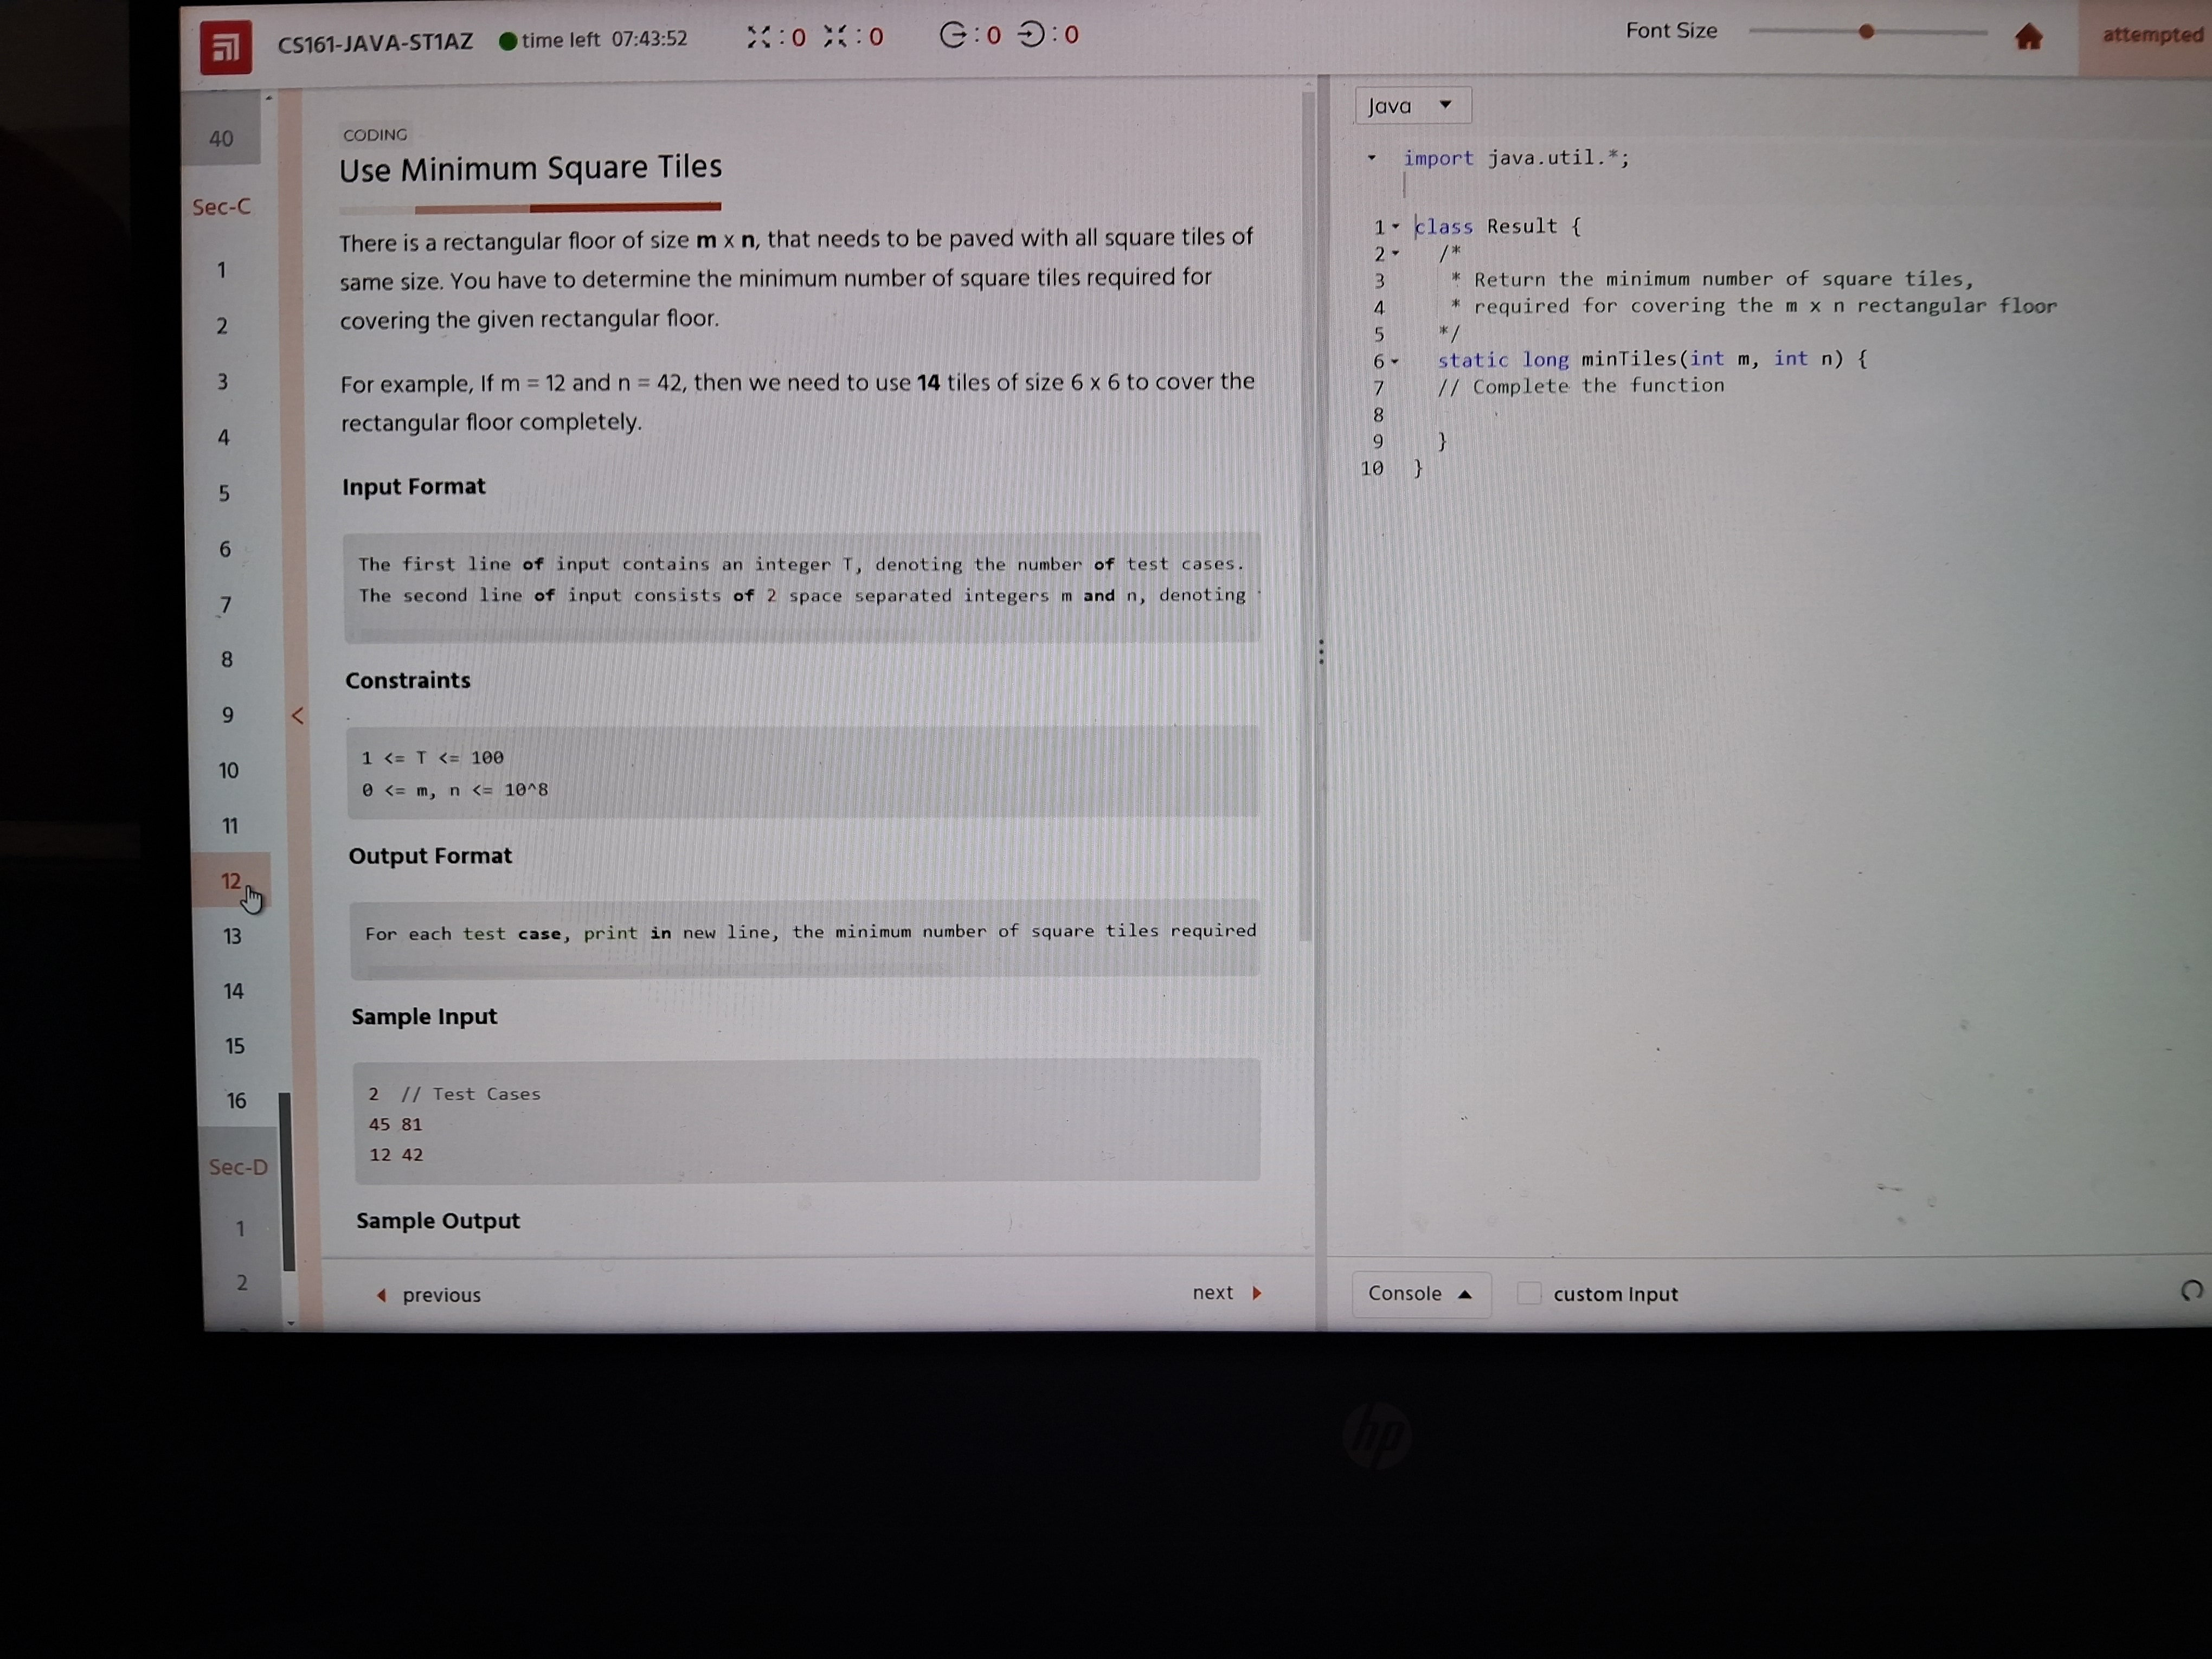 CS161-JAVA-ST1AZ time left 07:43:52 :0 :0 :0 :0 Font Size attempted
40
Sec-C
1
2
3
4
5
6
7
8
9
10
11
12
13
14
15
16
Sec-D
1
2
CODING
Use Minimum Square Tiles
There is a rectangular floor of size m x n, that needs to be paved with all square tiles of
same size. You have to determine the minimum number of square tiles required for
covering the given rectangular floor.
For example, If m = 12 and n = 42, then we need to use 14 tiles of size 6 x 6 to cover the
rectangular floor completely.
Input Format
The first line of input contains an integer T, denoting the number of test cases.
The second line of input consists of 2 space separated integers m and n, denoting
Constraints
1 <= T <= 100
0 <= m, n <= 10^8
Output Format
For each test case, print in new line, the minimum number of square tiles required
Sample Input
2 // Test Cases
45 81
12 42
Sample Output
previous next
Java
import java.util.*;
1 class Result {
2 /*
3 * Return the minimum number of square tiles,
4 * required for covering the m x n rectangular floor
5 */
6 static long minTiles(int m, int n) {
7 // Complete the function
8
9 }
10 }
Console custom Input
hp